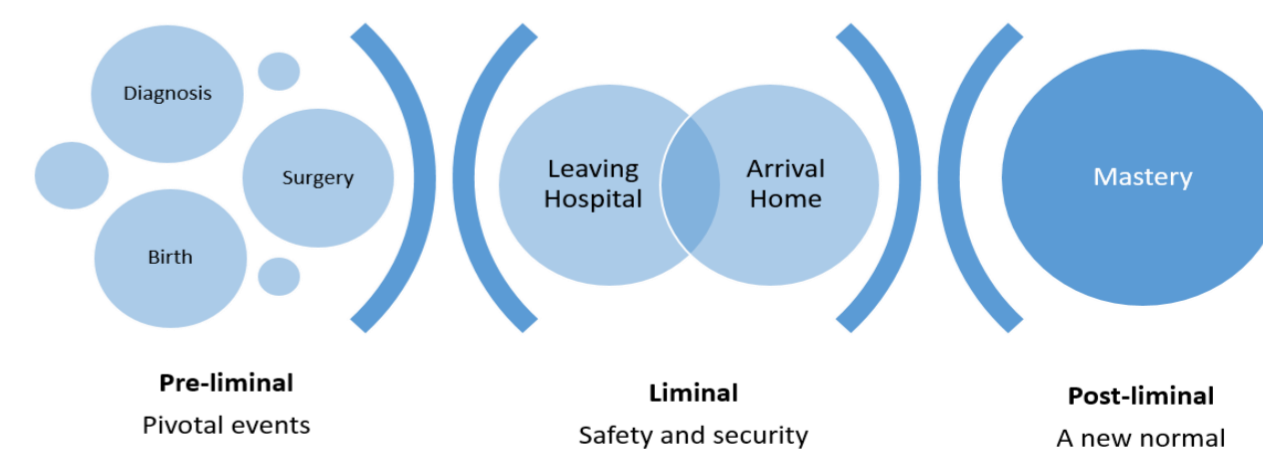 Diagnosis
Surgery
Birth
Pre-liminal
Pivotal events
Leaving
Hospital
Arrival
Home
Liminal
Safety and security
Mastery
Post-liminal
A new normal